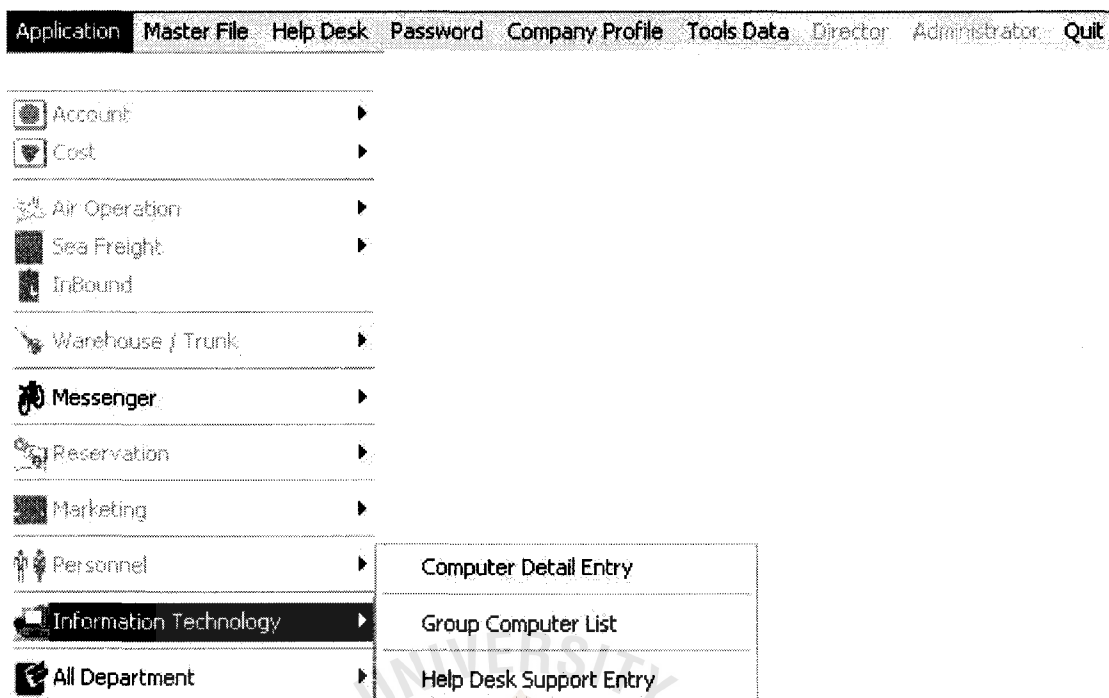 Application Master File Help Desk Password Company Profile Tools Data Director Administrator Quit
Account
Cost
Air Operation
Sea Freight
InBound
Warehouse / Trunk
Messenger
Reservation
Marketing
Personnel
Information Technology
All Department
Computer Detail Entry
Group Computer List
Help Desk Support Entry
UNIVERSITY